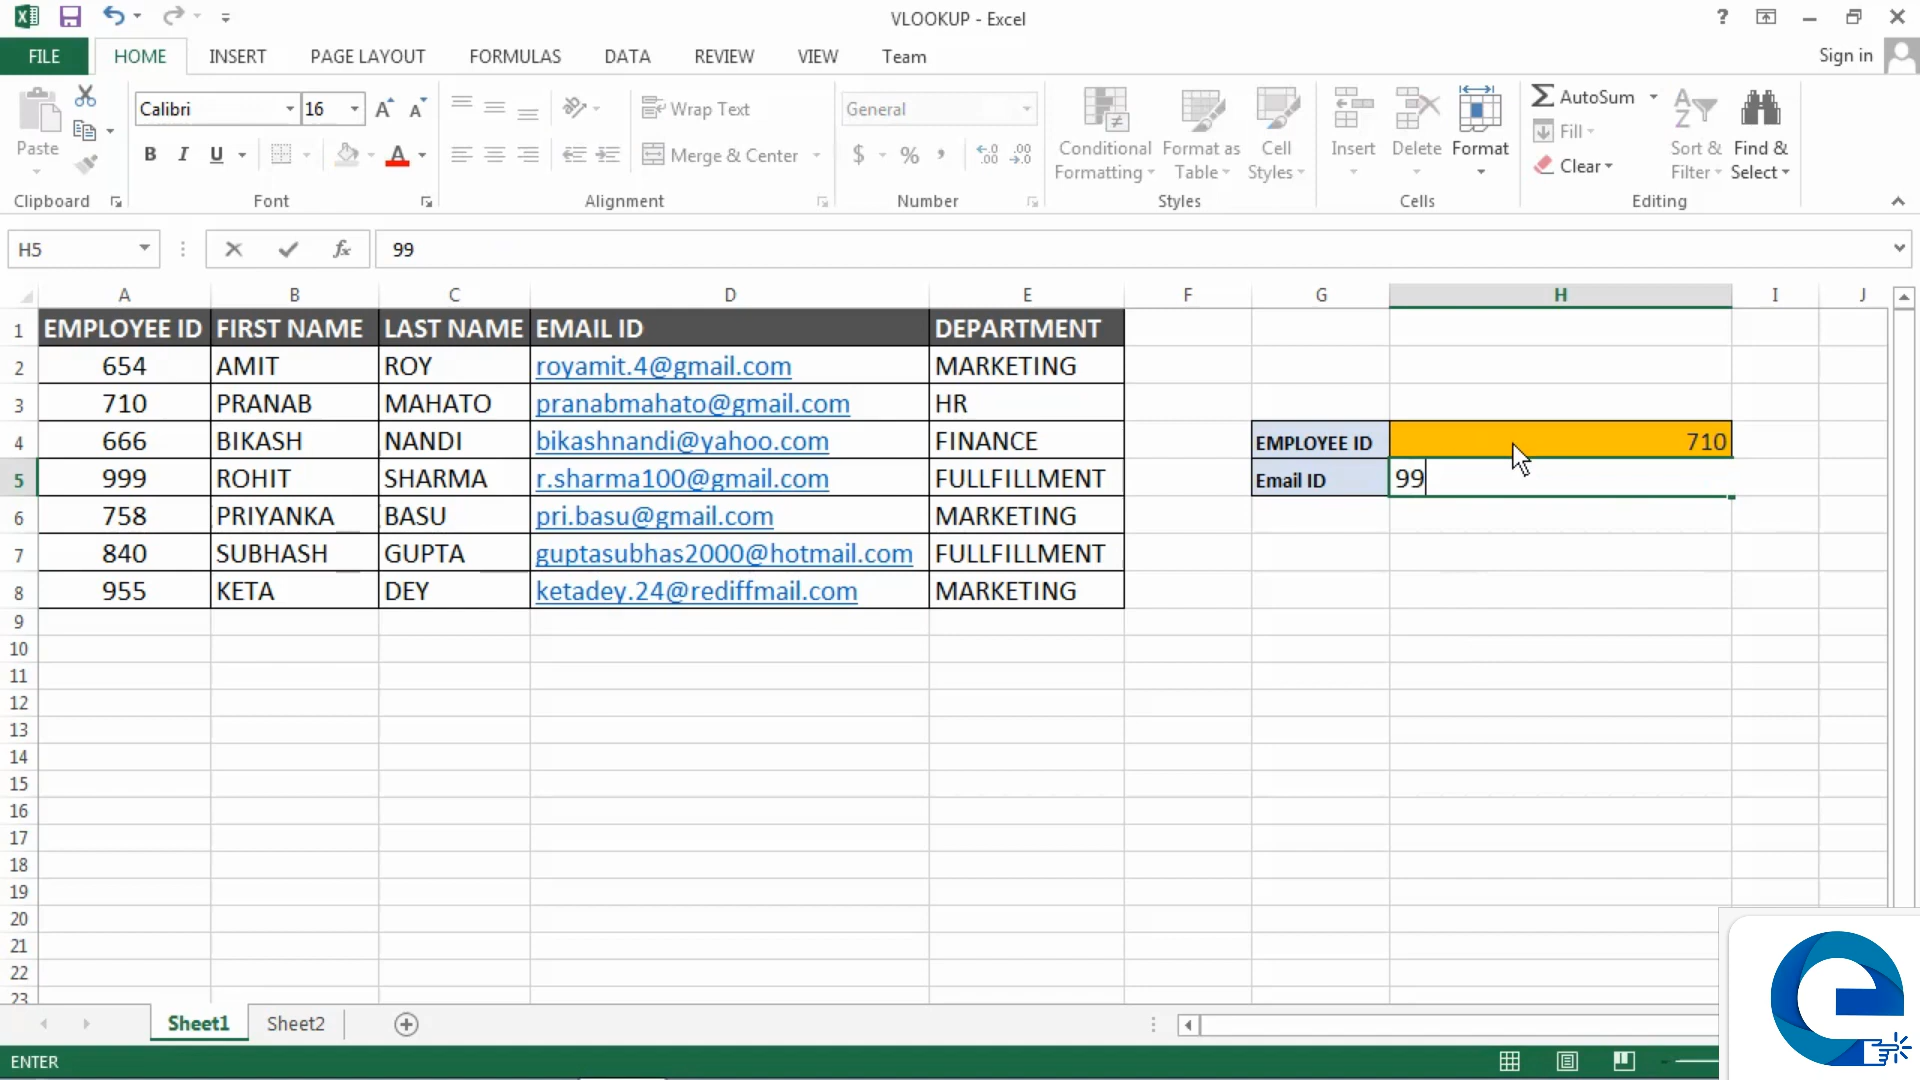 VLOOKUP - Excel
?
FILE HOME INSERT PAGE LAYOUT FORMULAS DATA REVIEW VIEW Team Sign in
Calibri 16 Wrap Text General AutoSum
Paste B I U Merge & Center $ % Conditional Formatting Format as Table Cell Styles Insert Delete Format Fill Clear Sort & Filter Find & Select
Clipboard Font Alignment Number Styles Cells Editing
H5 fx 99
A B C D E F G H I J
1 EMPLOYEE ID FIRST NAME LAST NAME EMAIL ID DEPARTMENT
2 654 AMIT ROY royamit.4@gmail.com MARKETING
3 710 PRANAB MAHATO pranabmahato@gmail.com HR
4 666 BIKASH NANDI bikashnandi@yahoo.com FINANCE EMPLOYEE ID 710
5 999 ROHIT SHARMA r.sharma100@gmail.com FULLFILLMENT Email ID 99
6 758 PRIYANKA BASU pri.basu@gmail.com MARKETING
7 840 SUBHASH GUPTA guptasubhas2000@hotmail.com FULLFILLMENT
8 955 KETA DEY ketadey.24@rediffmail.com MARKETING
9
10
11
12
13
14
15
16
17
18
19
20
21
22
23
Sheet1 Sheet2
ENTER